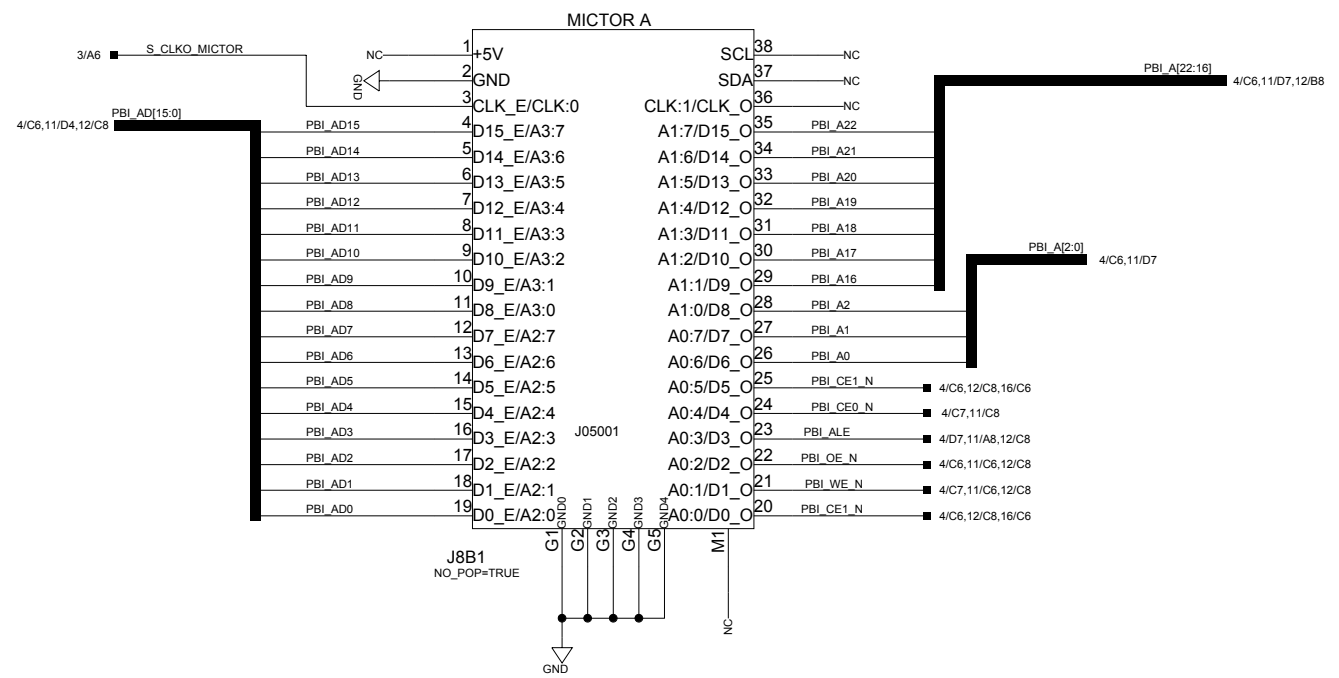 MICTOR A
3/A6 S_CLKO_MICTOR NC 1 +5V SCL 38 NC
GND 2 GND SDA 37 NC
PBI_A[22:16] 4/C6,11/D7,12/B8
3 CLK_E/CLK:0 CLK:1/CLK_O 36 NC
4/C6,11/D4,12/C8 PBI_AD[15:0]
PBI_AD15 4 D15_E/A3:7 A1:7/D15_O 35 PBI_A22
PBI_AD14 5 D14_E/A3:6 A1:6/D14_O 34 PBI_A21
PBI_AD13 6 D13_E/A3:5 A1:5/D13_O 33 PBI_A20
PBI_AD12 7 D12_E/A3:4 A1:4/D12_O 32 PBI_A19
PBI_AD11 8 D11_E/A3:3 A1:3/D11_O 31 PBI_A18
PBI_AD10 9 D10_E/A3:2 A1:2/D10_O 30 PBI_A17
PBI_A[2:0] 4/C6,11/D7
PBI_AD9 10 D9_E/A3:1 A1:1/D9_O 29 PBI_A16
PBI_AD8 11 D8_E/A3:0 A1:0/D8_O 28 PBI_A2
PBI_AD7 12 D7_E/A2:7 A0:7/D7_O 27 PBI_A1
PBI_AD6 13 D6_E/A2:6 A0:6/D6_O 26 PBI_A0
PBI_AD5 14 D5_E/A2:5 A0:5/D5_O 25 PBI_CE1_N 4/C6,12/C8,16/C6
PBI_AD4 15 D4_E/A2:4 A0:4/D4_O 24 PBI_CE0_N 4/C7,11/C8
J05001
PBI_AD3 16 D3_E/A2:3 A0:3/D3_O 23 PBI_ALE 4/D7,11/A8,12/C8
PBI_AD2 17 D2_E/A2:2 A0:2/D2_O 22 PBI_OE_N 4/C6,11/C6,12/C8
PBI_AD1 18 D1_E/A2:1 A0:1/D1_O 21 PBI_WE_N 4/C7,11/C6,12/C8
PBI_AD0 19 D0_E/A2:0 A0:0/D0_O 20 PBI_CE1_N 4/C6,12/C8,16/C6
GND0 GND1 GND2 GND3 GND4
G1 G2 G3 G4 G5 M1
J8B1
NO_POP=TRUE
NC
GND